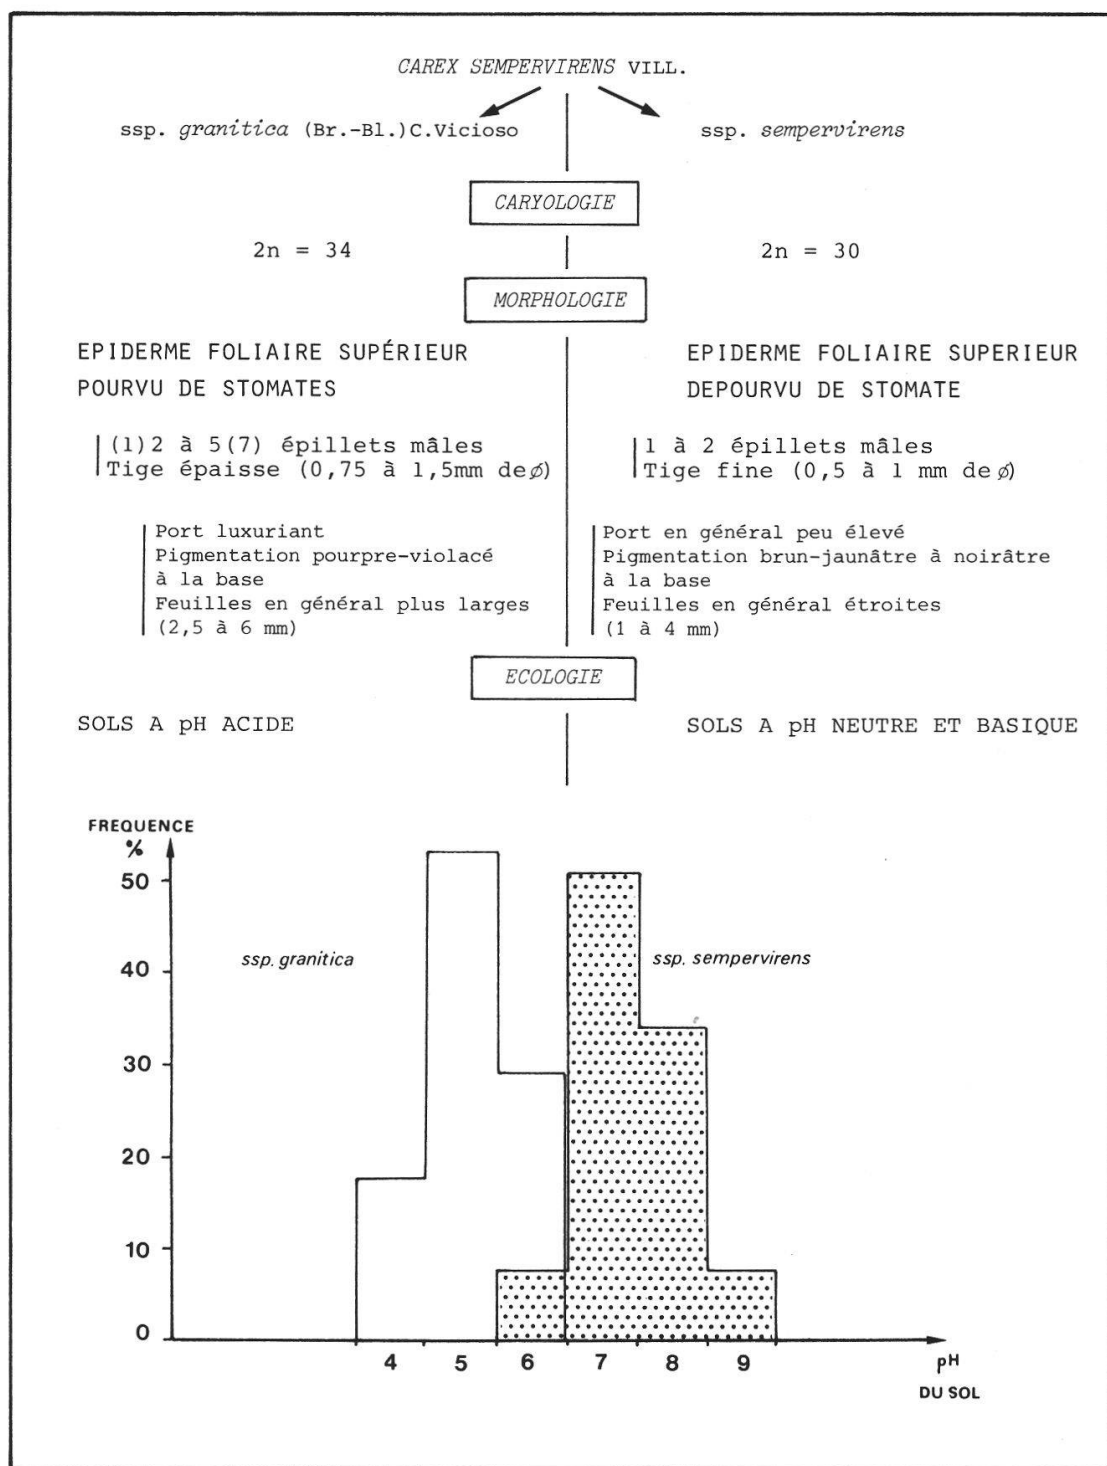 CAREX SEMPERVIRENS VILL.
ssp. granitica (Br.-Bl.)C.Vicioso
ssp. sempervirens
CARYOLOGIE
2n = 34
2n = 30
MORPHOLOGIE
EPIDERME FOLIAIRE SUPÉRIEUR
POURVU DE STOMATES
EPIDERME FOLIAIRE SUPERIEUR
DEPOURVU DE STOMATE
(1)2 à 5(7) épillets mâles
Tige épaisse (0,75 à 1,5mm de ø)
1 à 2 épillets mâles
Tige fine (0,5 à 1 mm de ø)
Port luxuriant
Pigmentation pourpre-violacé
à la base
Feuilles en général plus larges
(2,5 à 6 mm)
Port en général peu élevé
Pigmentation brun-jaunâtre à noirâtre
à la base
Feuilles en général étroites
(1 à 4 mm)
ECOLOGIE
SOLS A pH ACIDE
SOLS A pH NEUTRE ET BASIQUE
FREQUENCE
%
50
40
30
20
10
0
ssp. granitica
ssp. sempervirens
4 5 6 7 8 9
pH
DU SOL